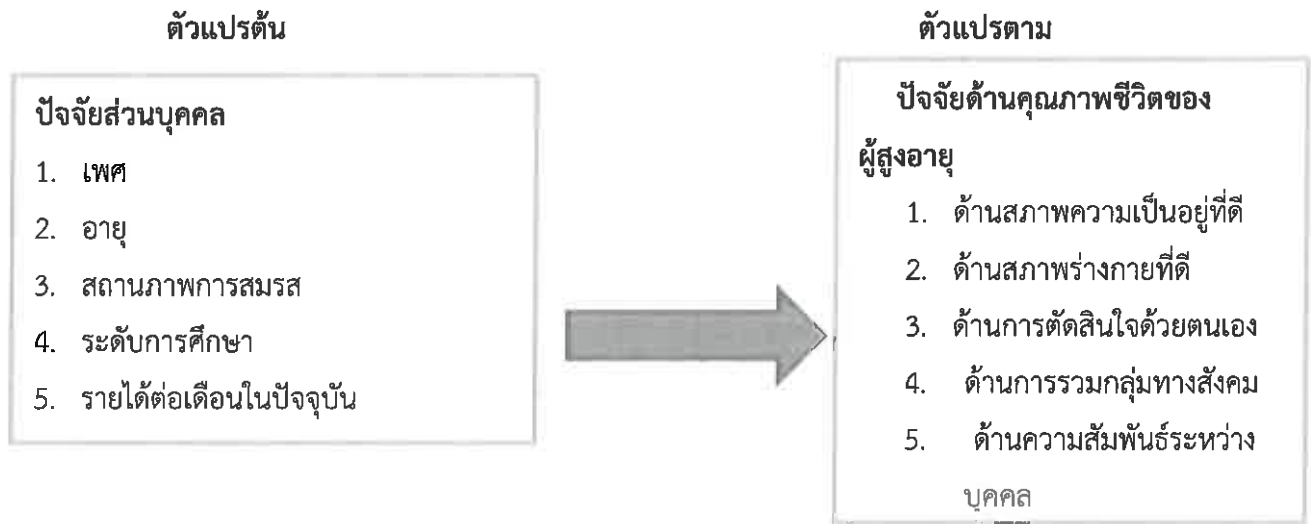 ตัวแปรต้น
ปัจจัยส่วนบุคคล
1. เพศ
2. อายุ
3. สถานภาพการสมรส
4. ระดับการศึกษา
5. รายได้ต่อเดือนในปัจจุบัน
ตัวแปรตาม
ปัจจัยด้านคุณภาพชีวิตของ
ผู้สูงอายุ
1. ด้านสภาพความเป็นอยู่ที่ดี
2. ด้านสภาพร่างกายที่ดี
3. ด้านการตัดสินใจด้วยตนเอง
4. ด้านการรวมกลุ่มทางสังคม
5. ด้านความสัมพันธ์ระหว่าง
บุคคล